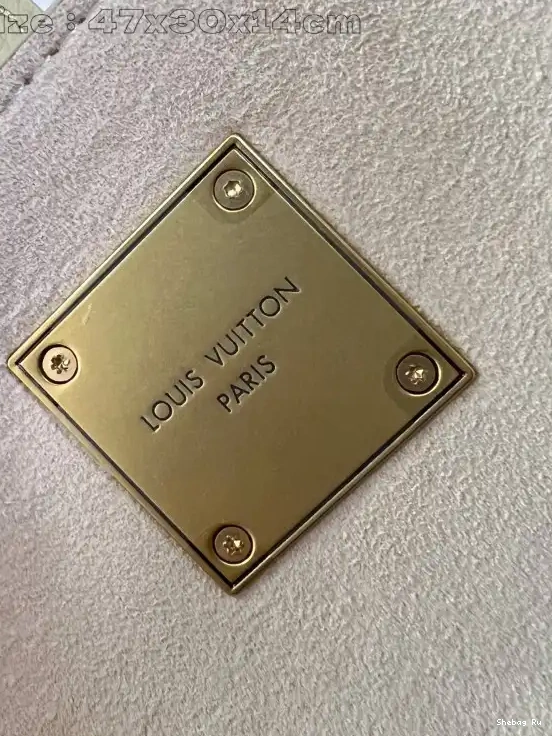 ize : 47x30x14cm
LOUIS VUITTON
PARIS
Shebag Ru